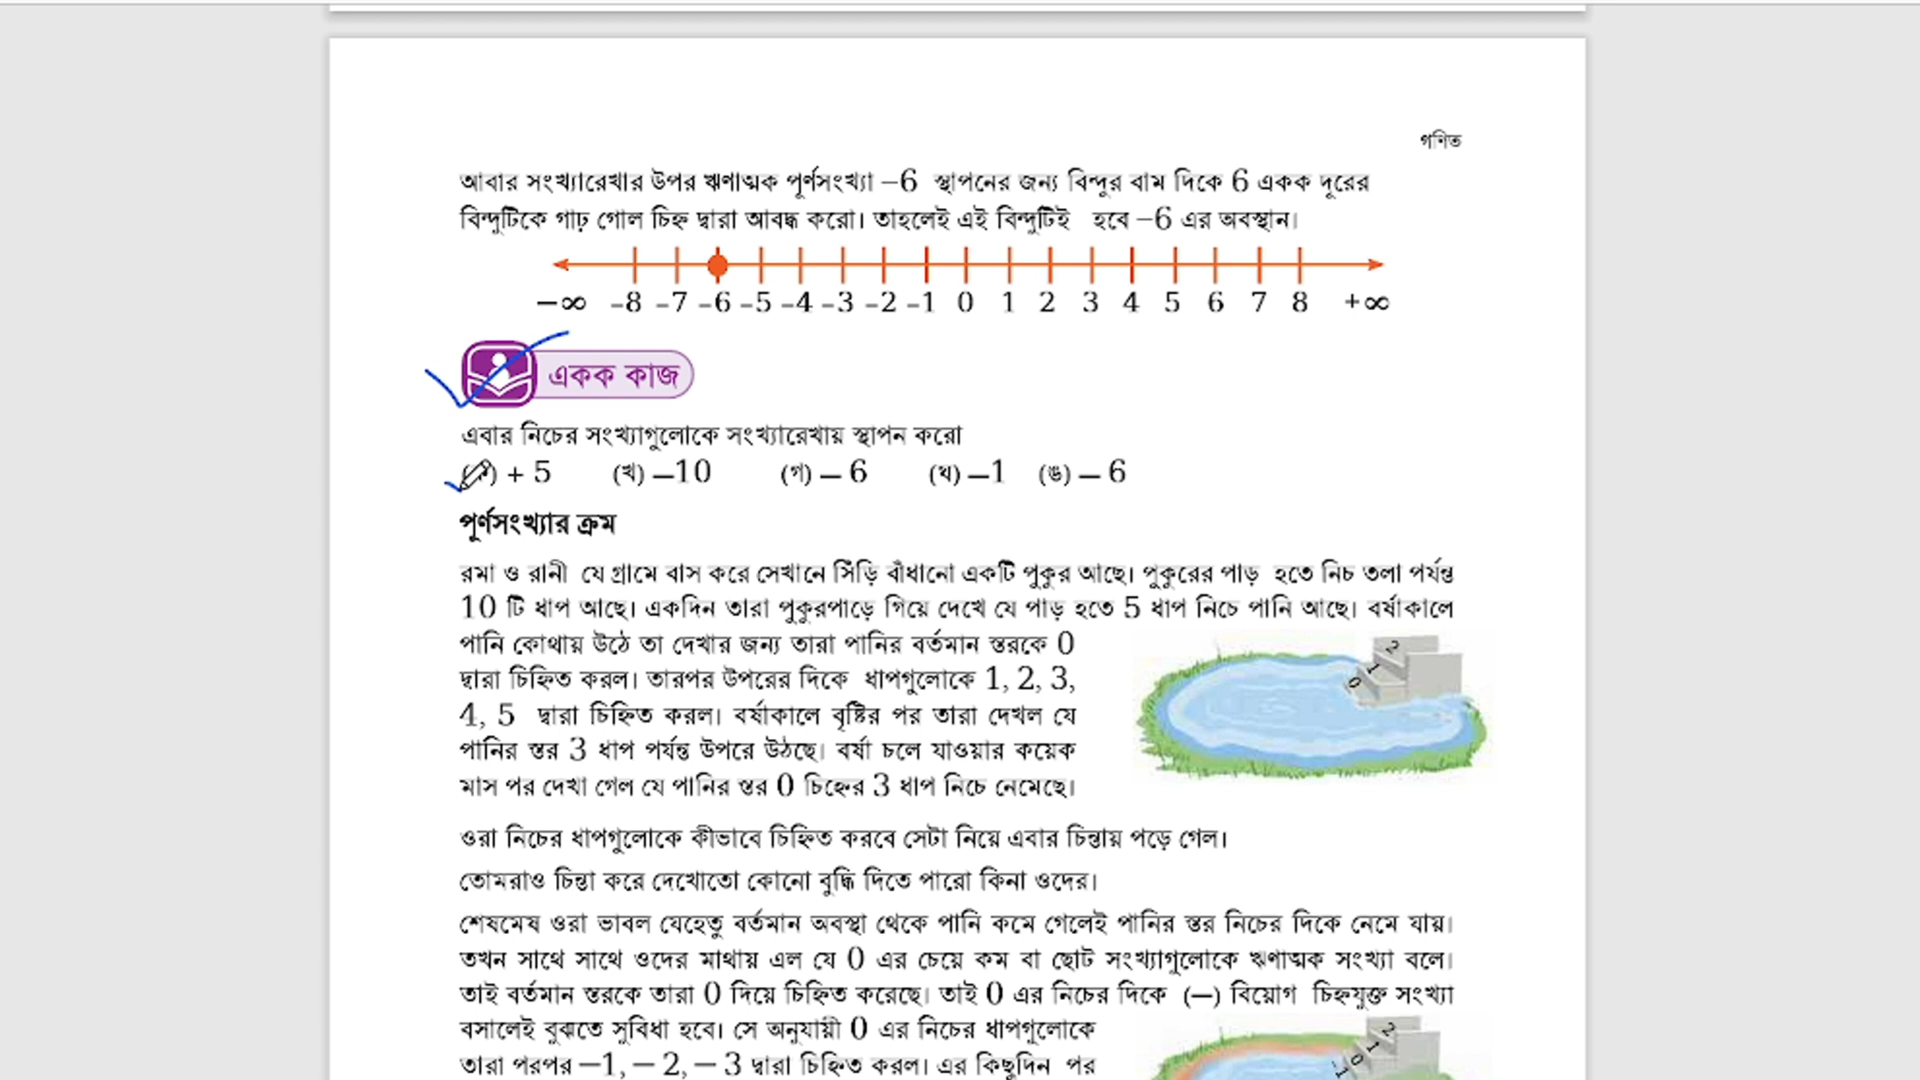 গণিত
আবার সংখ্যারেখার উপর ঋণাত্মক পূর্ণসংখ্যা –6 স্থাপনের জন্য বিন্দুর বাম দিকে 6 একক দূরের
বিন্দুটিকে গাঢ় গোল চিহ্ন দ্বারা আবদ্ধ করো। তাহলেই এই বিন্দুটিই হবে –6 এর অবস্থান।
–∞ –8 –7 –6 –5 –4 –3 –2 –1 0 1 2 3 4 5 6 7 8 +∞
একক কাজ
এবার নিচের সংখ্যাগুলোকে সংখ্যারেখায় স্থাপন করো
+ 5 (খ) –10 (গ) – 6 (ঘ) –1 (ঙ) – 6
পূর্ণসংখ্যার ক্রম
রমা ও রানী যে গ্রামে বাস করে সেখানে সিঁড়ি বাঁধানো একটি পুকুর আছে। পুকুরের পাড় হতে নিচ তলা পর্যন্ত
10 টি ধাপ আছে। একদিন তারা পুকুরপাড়ে গিয়ে দেখে যে পাড় হতে 5 ধাপ নিচে পানি আছে। বর্ষাকালে
পানি কোথায় উঠে তা দেখার জন্য তারা পানির বর্তমান স্তরকে 0
দ্বারা চিহ্নিত করল। তারপর উপরের দিকে ধাপগুলোকে 1, 2, 3,
4, 5 দ্বারা চিহ্নিত করল। বর্ষাকালে বৃষ্টির পর তারা দেখল যে
পানির স্তর 3 ধাপ পর্যন্ত উপরে উঠছে। বর্ষা চলে যাওয়ার কয়েক
মাস পর দেখা গেল যে পানির স্তর 0 চিহ্নের 3 ধাপ নিচে নেমেছে।
2
1
0
ওরা নিচের ধাপগুলোকে কীভাবে চিহ্নিত করবে সেটা নিয়ে এবার চিন্তায় পড়ে গেল।
তোমরাও চিন্তা করে দেখোতো কোনো বুদ্ধি দিতে পারো কিনা ওদের।
শেষমেষ ওরা ভাবল যেহেতু বর্তমান অবস্থা থেকে পানি কমে গেলেই পানির স্তর নিচের দিকে নেমে যায়।
তখন সাথে সাথে ওদের মাথায় এল যে 0 এর চেয়ে কম বা ছোট সংখ্যাগুলোকে ঋণাত্মক সংখ্যা বলে।
তাই বর্তমান স্তরকে তারা 0 দিয়ে চিহ্নিত করেছে। তাই 0 এর নিচের দিকে (–) বিয়োগ চিহ্নযুক্ত সংখ্যা
বসালেই বুঝতে সুবিধা হবে। সে অনুযায়ী 0 এর নিচের ধাপগুলোকে
তারা পরপর –1, – 2, – 3 দ্বারা চিহ্নিত করল। এর কিছুদিন পর
2
1
0
-1